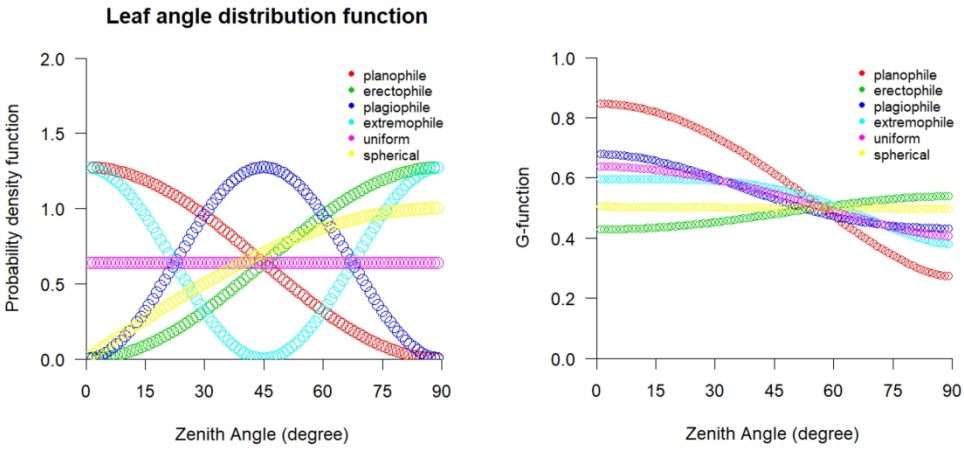 Leaf angle distribution function
Probability density function
2.0
1.5
1.0
0.5
0.0
planophile
erectophile
plagiophile
extremophile
uniform
spherical
0 15 30 45 60 75 90
Zenith Angle (degree)
G-function
1.0
0.8
0.6
0.4
0.2
0.0
planophile
erectophile
plagiophile
extremophile
uniform
spherical
0 15 30 45 60 75 90
Zenith Angle (degree)